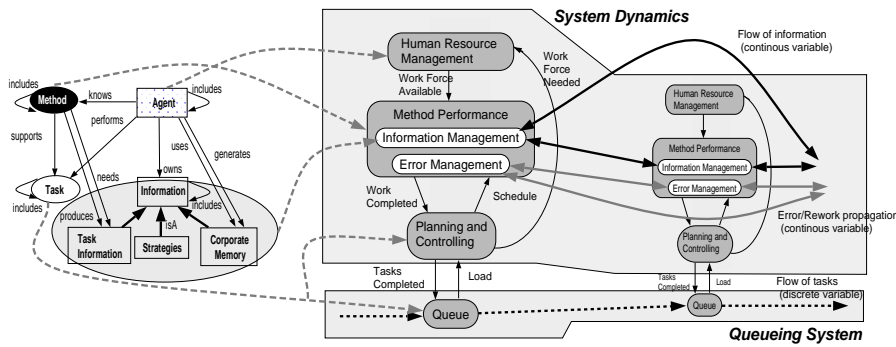 System Dynamics
Flow of information
(continous variable)
Human Resource
Management
Work Force
Available
Work
Force
Needed
includes
Method
knows
Agent
includes
supports
performs
uses
generates
needs
owns
Task
includes
Information
includes
produces
isA
Task
Information
Strategies
Corporate
Memory
Method Performance
Information Management
Error Management
Work
Completed
Schedule
Planning and
Controlling
Tasks
Completed
Load
Queue
Human Resource
Management
Method Performance
Information Management
Error Management
Planning and
Controlling
Tasks
Completed
Load
Queue
Error/Rework propagation
(continous variable)
Flow of tasks
(discrete variable)
Queueing System